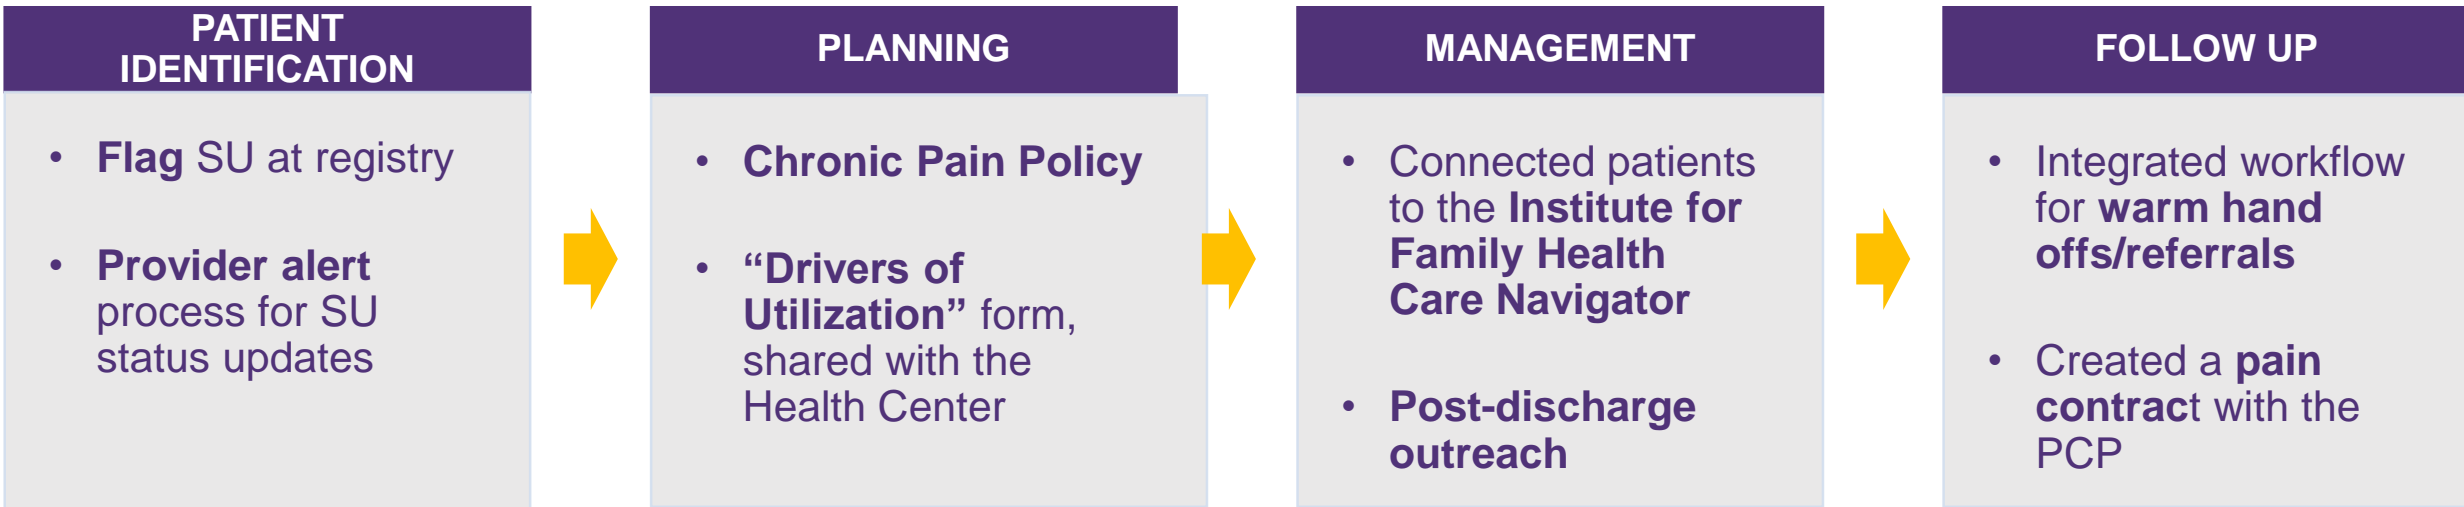 PATIENT
IDENTIFICATION
• Flag SU at registry
• Provider alert
process for SU
status updates
PLANNING
• Chronic Pain Policy
• “Drivers of
Utilization” form,
shared with the
Health Center
MANAGEMENT
• Connected patients
to the Institute for
Family Health
Care Navigator
• Post-discharge
outreach
FOLLOW UP
• Integrated workflow
for warm hand
offs/referrals
• Created a pain
contract with the
PCP